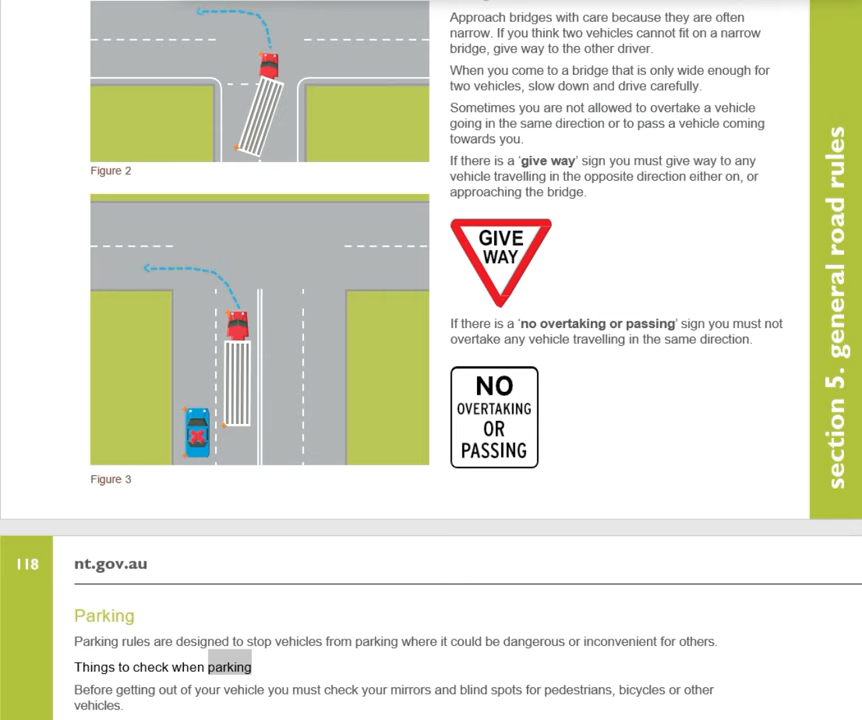 Approach bridges with care because they are often
narrow. If you think two vehicles cannot fit on a narrow
bridge, give way to the other driver.
When you come to a bridge that is only wide enough for
two vehicles, slow down and drive carefully.
Sometimes you are not allowed to overtake a vehicle
going in the same direction or to pass a vehicle coming
towards you.
If there is a 'give way' sign you must give way to any
vehicle travelling in the opposite direction either on, or
approaching the bridge.
GIVE
WAY
If there is a 'no overtaking or passing' sign you must not
overtake any vehicle travelling in the same direction.
NO
OVERTAKING
OR
PASSING
Figure 2
Figure 3
section 5. general road rules
118
nt.gov.au
Parking
Parking rules are designed to stop vehicles from parking where it could be dangerous or inconvenient for others.
Things to check when parking
Before getting out of your vehicle you must check your mirrors and blind spots for pedestrians, bicycles or other
vehicles.